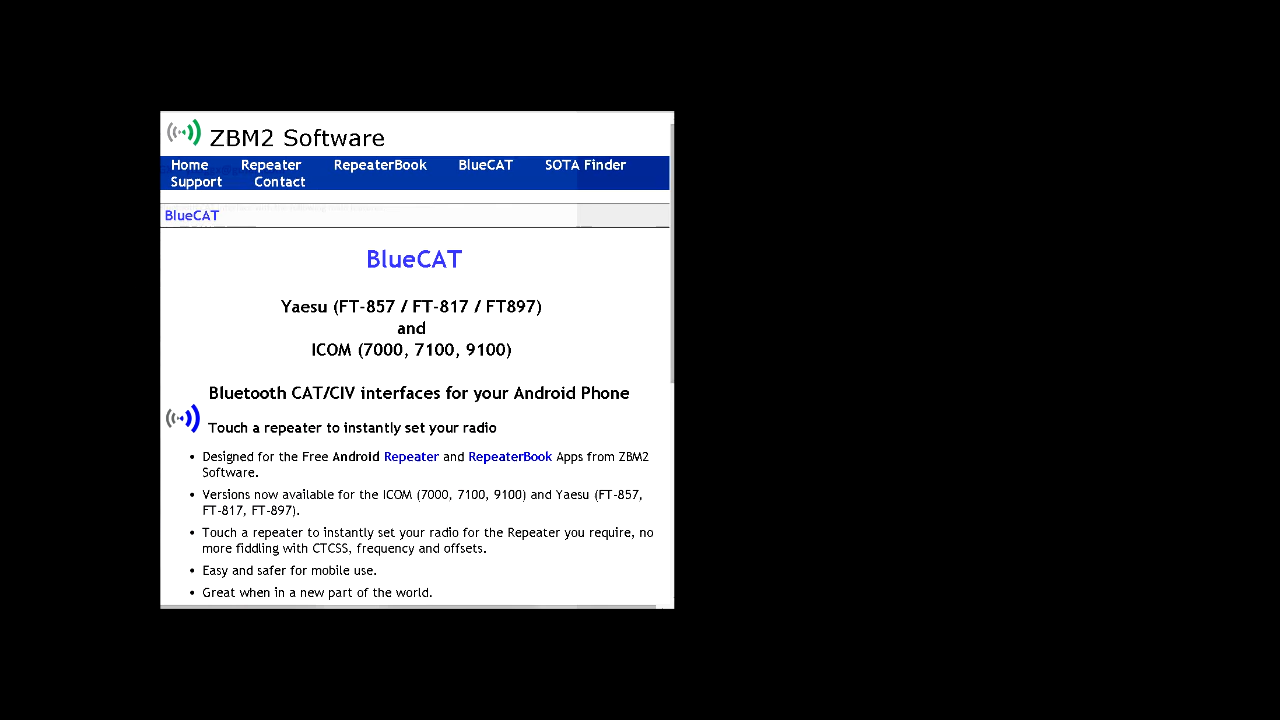 ZBM2 Software
Home Repeater RepeaterBook BlueCAT SOTA Finder
Support Contact
BlueCAT
BlueCAT
Yaesu (FT-857 / FT-817 / FT897)
and
ICOM (7000, 7100, 9100)
Bluetooth CAT/CIV interfaces for your Android Phone
Touch a repeater to instantly set your radio
• Designed for the Free Android Repeater and RepeaterBook Apps from ZBM2
Software.
• Versions now available for the ICOM (7000, 7100, 9100) and Yaesu (FT-857,
FT-817, FT-897).
• Touch a repeater to instantly set your radio for the Repeater you require, no
more fiddling with CTCSS, frequency and offsets.
• Easy and safer for mobile use.
• Great when in a new part of the world.